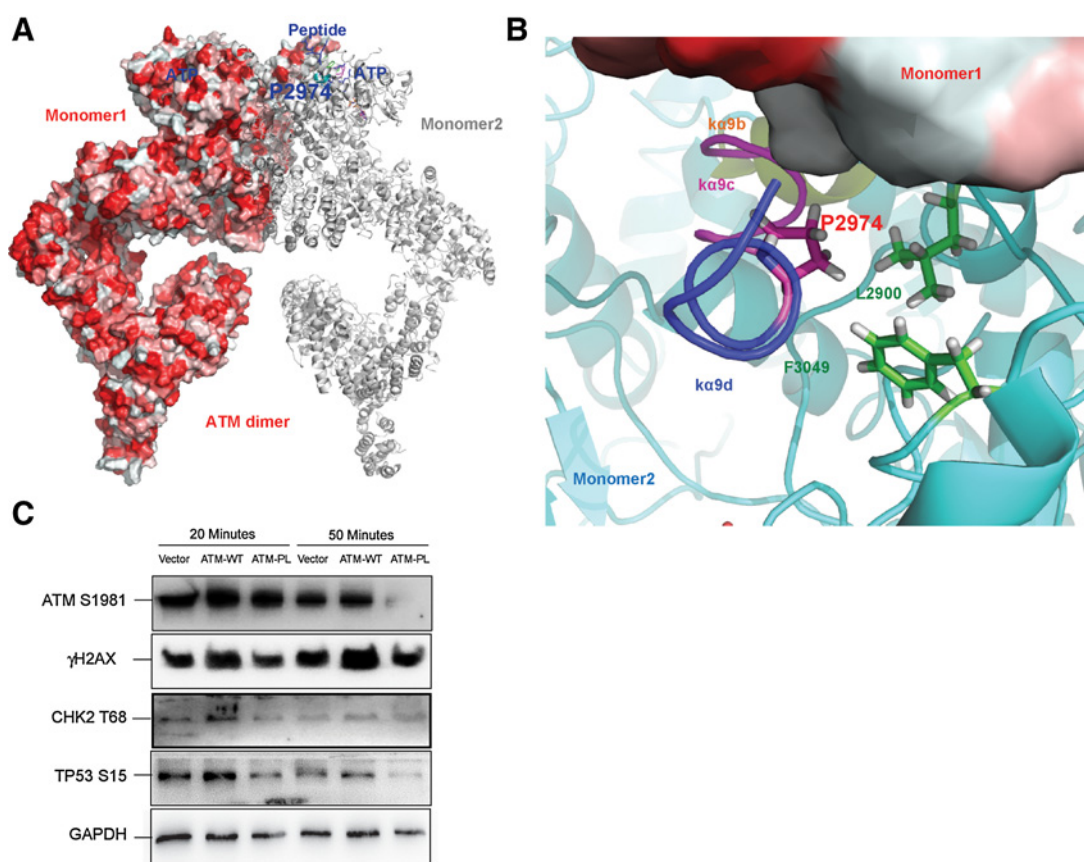 A
Peptide
ATP
ATP
P2974
Monomer1
Monomer2
ATM dimer
B
Monomer1
kα9b
kα9c
P2974
L2900
F3049
kα9d
Monomer2
C
20 Minutes 50 Minutes
Vector ATM-WT ATM-PL Vector ATM-WT ATM-PL
ATM S1981
γH2AX
CHK2 T68
TP53 S15
GAPDH